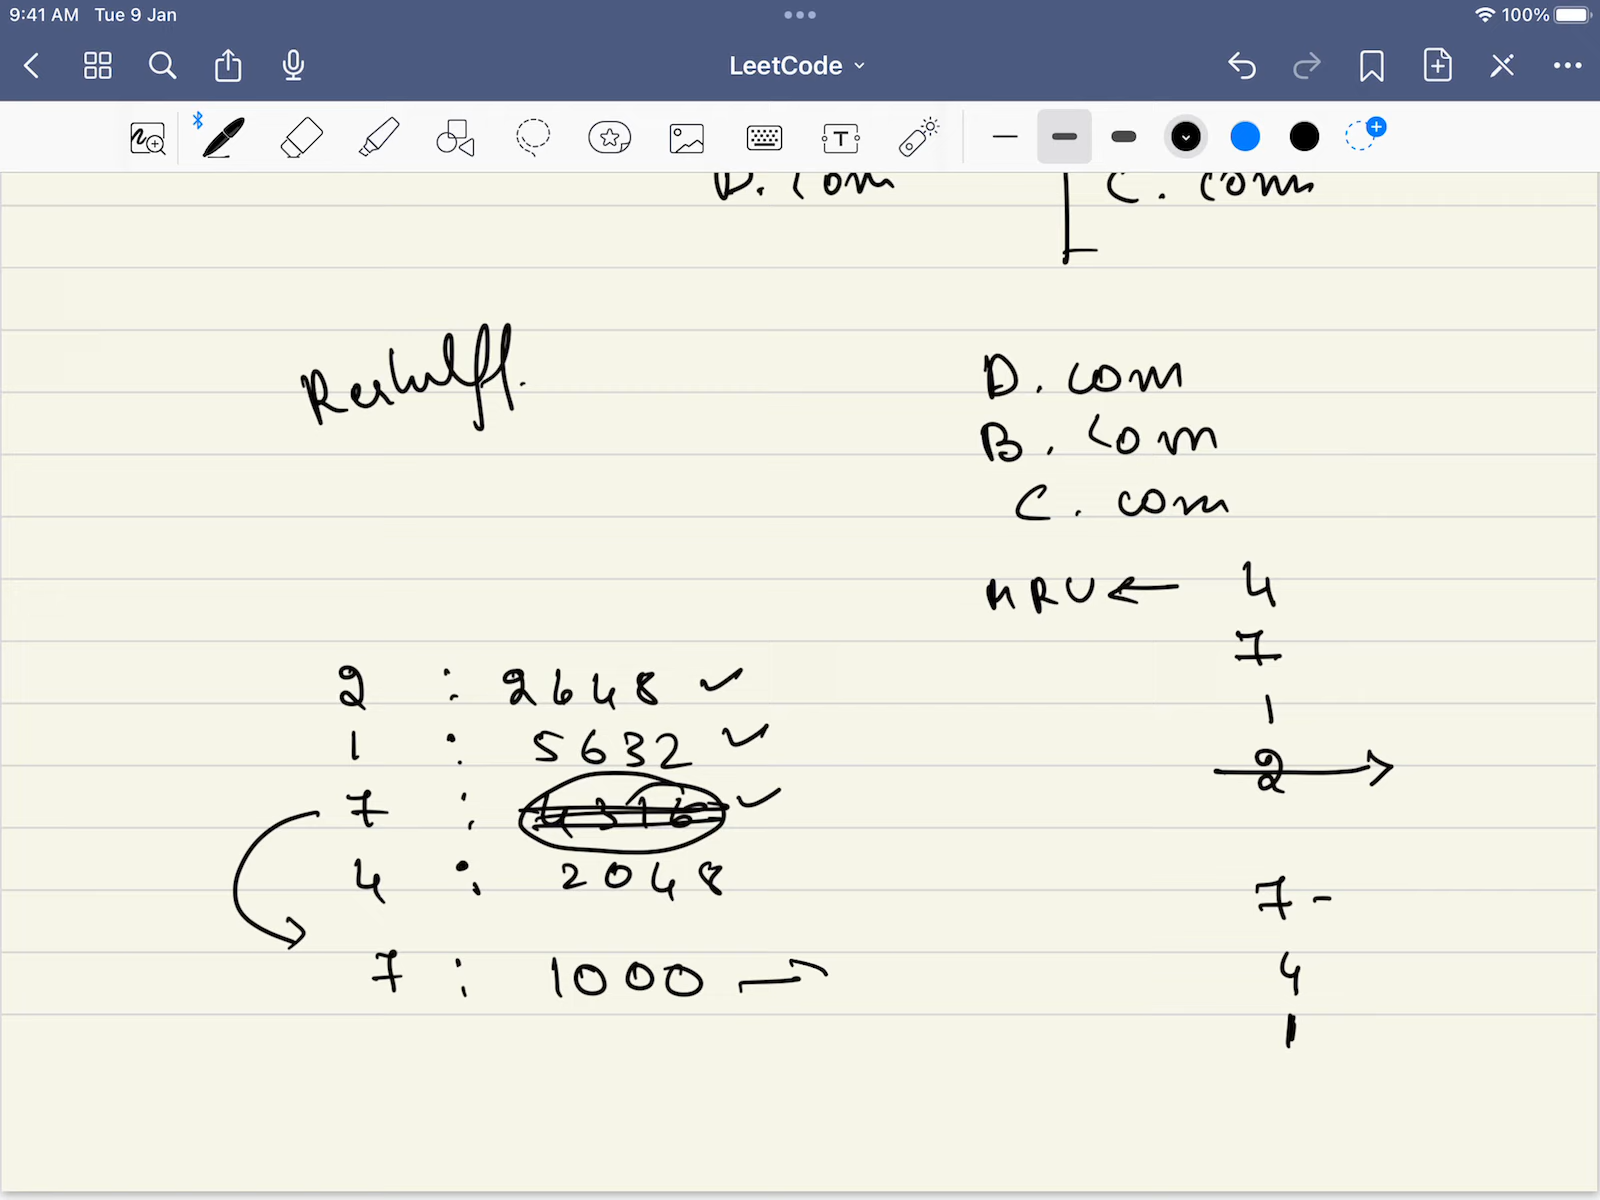 9:41 AM Tue 9 Jan
100%
LeetCode
T
C. com
D. com
B. com
C. com
MRU ← 4
7
1
2
2 : 2648 ✓
1 : 5632 ✓
7 : 4316 ✓
4 : 2048
7 : 1000 →
7 -
4
1